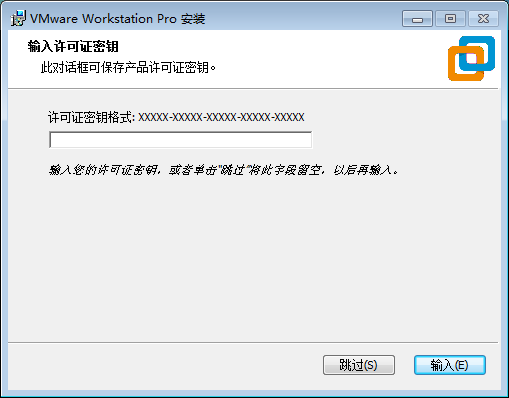 VMware Workstation Pro 安装
输入许可证密钥
此对话框可保存产品许可证密钥。
许可证密钥格式: XXXXX-XXXXX-XXXXX-XXXXX-XXXXX
输入您的许可证密钥，或者单击"跳过"将此字段留空，以后再输入。
跳过(S) 输入(E)